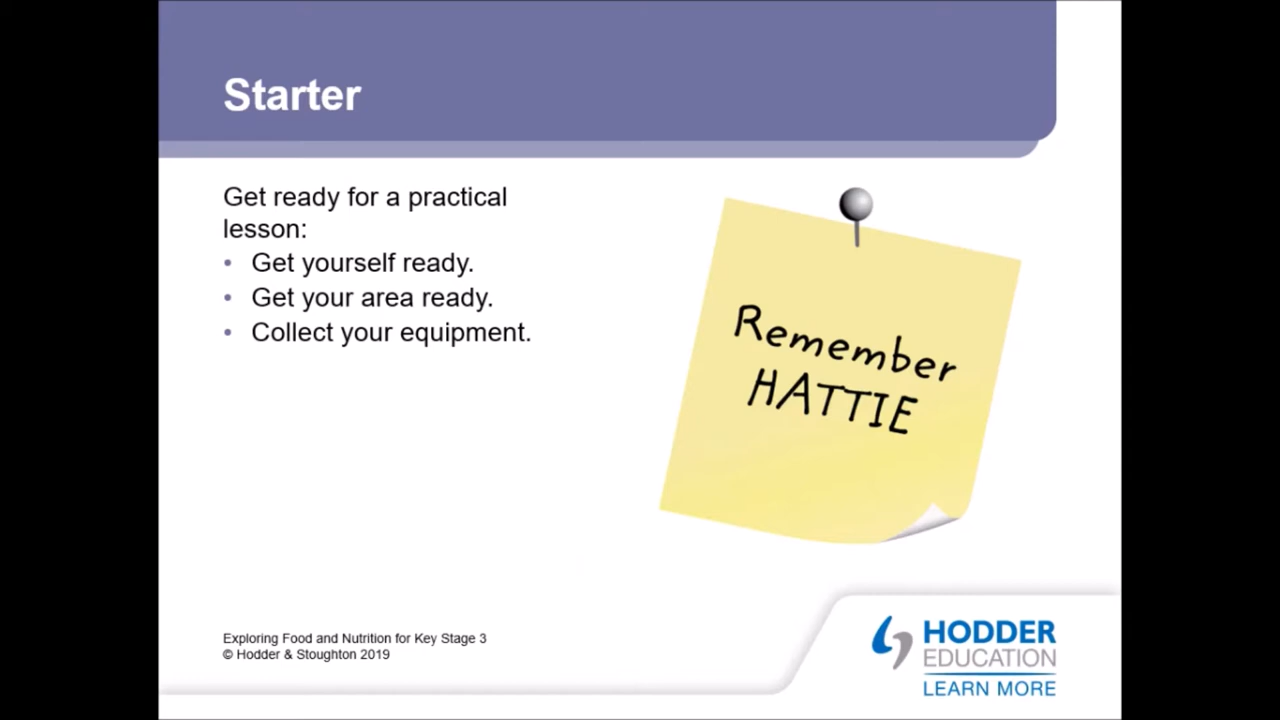 Starter
Get ready for a practical
lesson:
• Get yourself ready.
• Get your area ready.
• Collect your equipment.
Remember
HATTIE
Exploring Food and Nutrition for Key Stage 3
© Hodder & Stoughton 2019
HODDER
EDUCATION
LEARN MORE